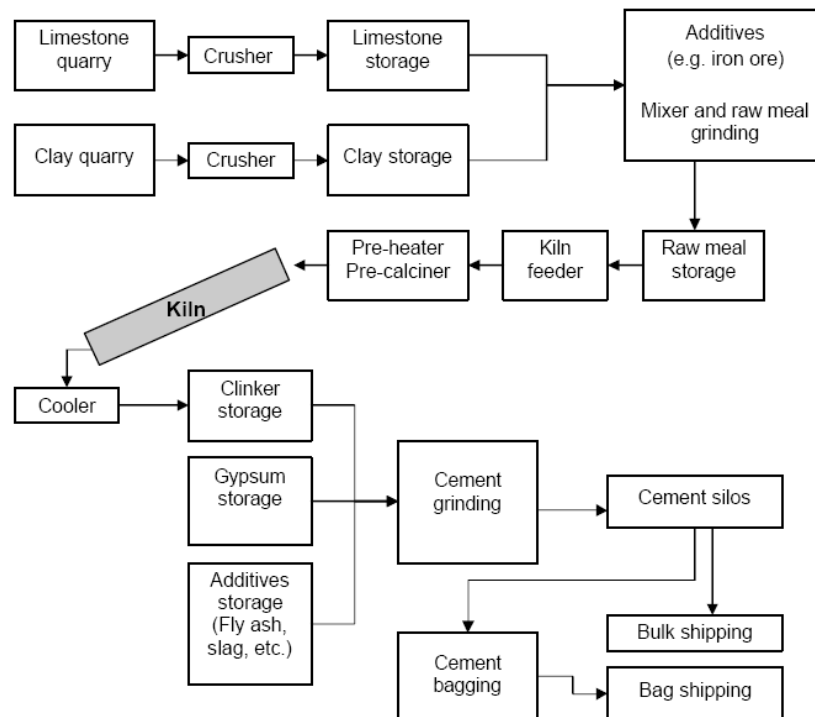 Limestone
quarry
Crusher
Limestone
storage
Additives
(e.g. iron ore)
Mixer and raw meal
grinding
Clay quarry
Crusher
Clay storage
Pre-heater
Pre-calciner
Kiln
feeder
Raw meal
storage
Kiln
Cooler
Clinker
storage
Gypsum
storage
Additives
storage
(Fly ash,
slag, etc.)
Cement
grinding
Cement silos
Bulk shipping
Cement
bagging
Bag shipping